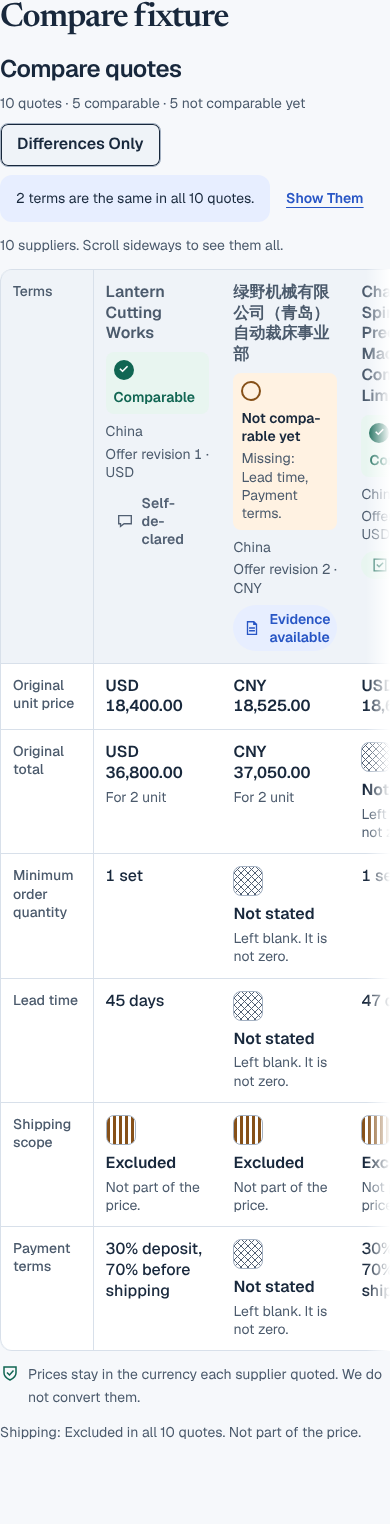 Compare fixture
Compare quotes
10 quotes · 5 comparable · 5 not comparable yet
Differences Only
2 terms are the same in all 10 quotes.
Show Them
10 suppliers. Scroll sideways to see them all.
Terms
Lantern
Cutting
Works
Comparable
China
Offer revision 1 ·
USD
Self-
de-
clared
绿野机械有限
公司（青岛）
自动裁床事业
部
Not compa-
rable yet
Missing:
Lead time,
Payment
terms.
China
Offer revision 2 ·
CNY
Evidence
available
Original
unit price
USD
18,400.00
CNY
18,525.00
USD
Original
total
USD
36,800.00
For 2 unit
CNY
37,050.00
For 2 unit
Not
Left
not
Minimum
order
quantity
1 set
Not stated
Left blank. It is
not zero.
1
Lead time
45 days
Not stated
Left blank. It is
not zero.
47
Shipping
scope
Excluded
Not part of the
price.
Excluded
Not part of the
price.
Not
Payment
terms
30% deposit,
70% before
shipping
Not stated
Left blank. It is
not zero.
30%
70%
Prices stay in the currency each supplier quoted. We do
not convert them.
Shipping: Excluded in all 10 quotes. Not part of the price.